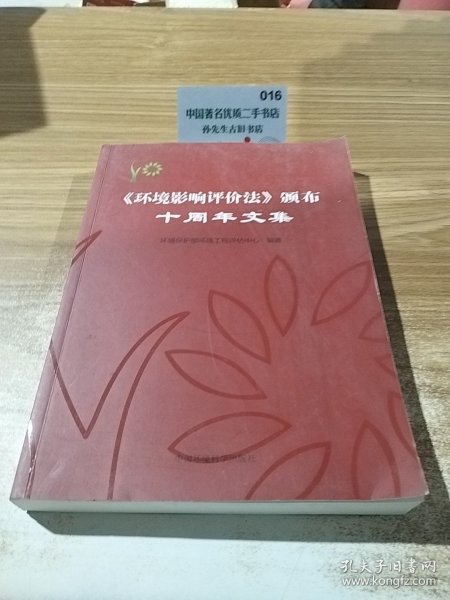 016
中国著名优质二手书店
孙先生古旧书店
《环境影响评价法》颁布
十周年文集
环境保护部环境工程评估中心 编著
中国环境科学出版社
孔夫子旧书网
www.kongfz.com